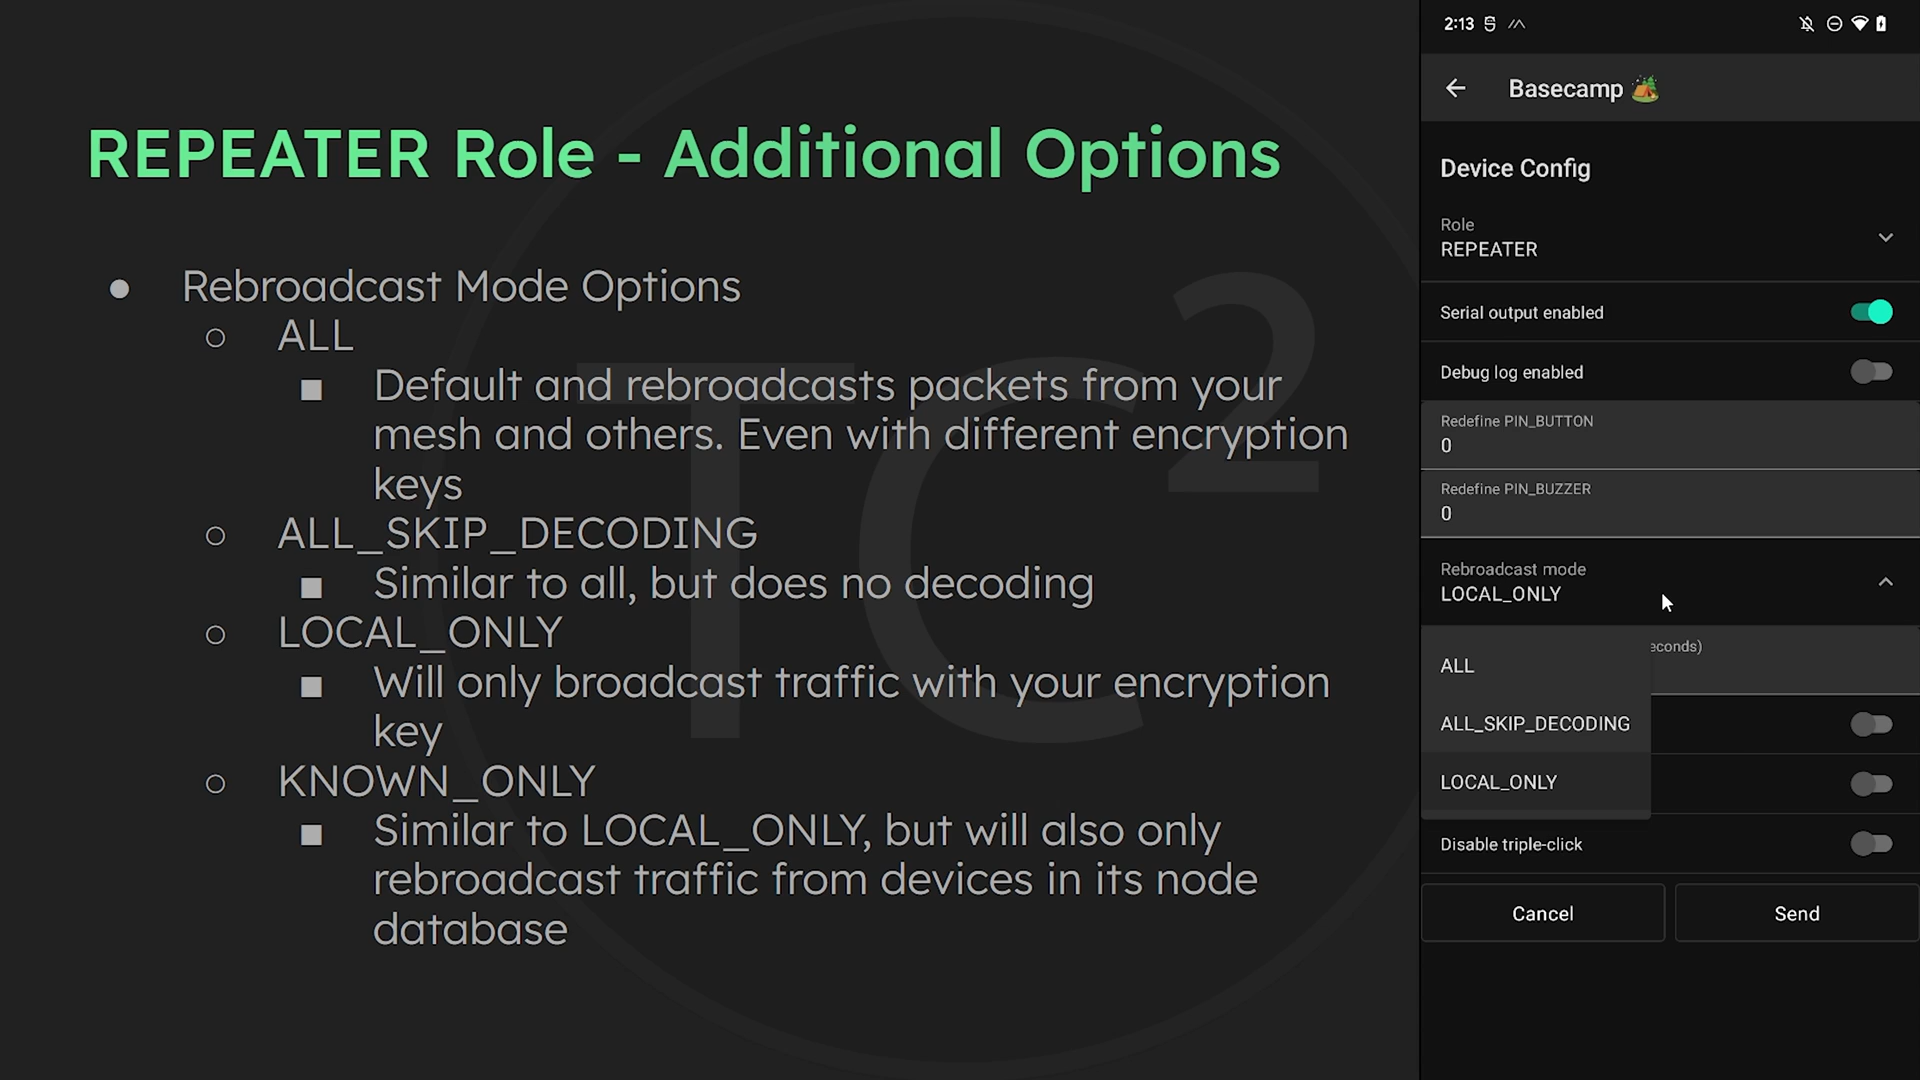 REPEATER Role - Additional Options
● Rebroadcast Mode Options
○ ALL
■ Default and rebroadcasts packets from your
mesh and others. Even with different encryption
keys
○ ALL_SKIP_DECODING
■ Similar to all, but does no decoding
○ LOCAL_ONLY
■ Will only broadcast traffic with your encryption
key
○ KNOWN_ONLY
■ Similar to LOCAL_ONLY, but will also only
rebroadcast traffic from devices in its node
database
TC²
2:13
Basecamp 🏕️
Device Config
Role
REPEATER
Serial output enabled
Debug log enabled
Redefine PIN_BUTTON
0
Redefine PIN_BUZZER
0
Rebroadcast mode
LOCAL_ONLY
econds)
ALL
ALL_SKIP_DECODING
LOCAL_ONLY
Disable triple-click
Cancel Send